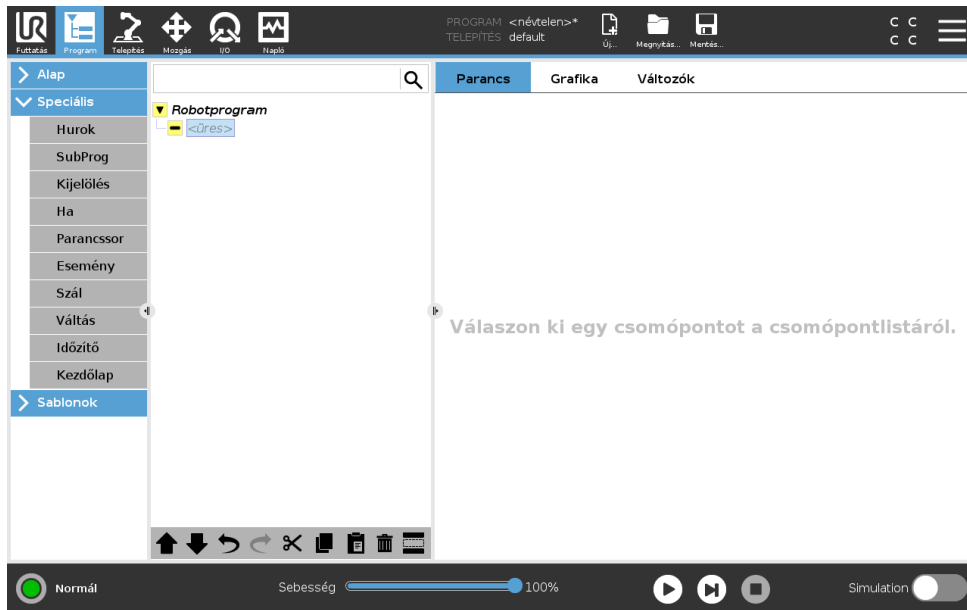 PROGRAM <névtelen>*
TELEPÍTÉS default
Futtatás Program Telepítés Mozgás I/O Napló Új... Megnyitás... Mentés...
C C
C C
Alap
Speciális
Hurok
SubProg
Kijelölés
Ha
Parancssor
Esemény
Szál
Váltás
Időzítő
Kezdőlap
Sablonok
Robotprogram
<üres>
Parancs Grafika Változók
Válaszon ki egy csomópontot a csomópontlistáról.
Normál Sebesség 100% Simulation